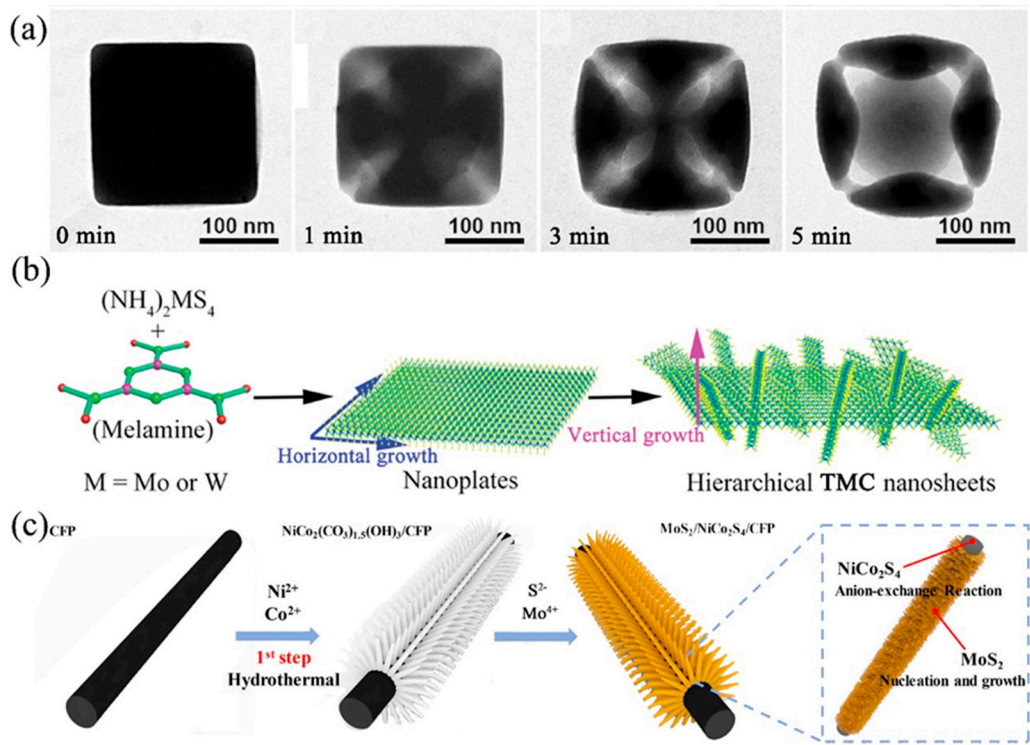 (a)
0 min
100 nm
1 min
100 nm
3 min
100 nm
5 min
100 nm
(b)
(NH₄)₂MS₄
+
(Melamine)
M = Mo or W
Horizontal growth
Nanoplates
Vertical growth
Hierarchical TMC nanosheets
(c)
CFP
Ni²⁺
Co²⁺
1ˢᵗ step
Hydrothermal
NiCo₂(CO₃)₁.₅(OH)₃/CFP
S²⁻
Mo⁴⁺
MoS₂/NiCo₂S₄/CFP
NiCo₂S₄
Anion-exchange Reaction
MoS₂
Nucleation and growth